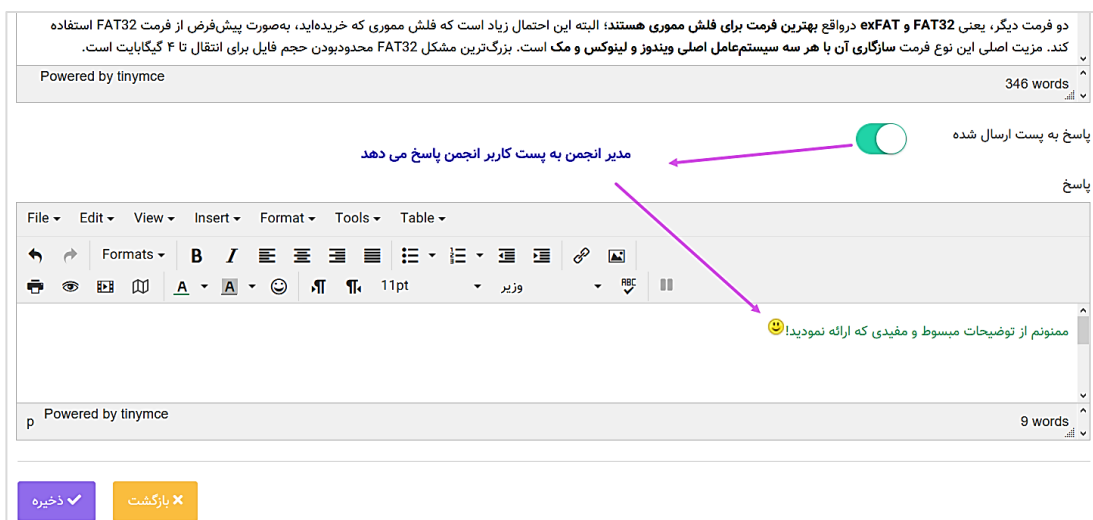 دو فرمت دیگر، یعنی FAT32 و exFAT درواقع بهترین فرمت برای فلش مموری هستند؛ البته این احتمال زیاد است که فلش مموری که خریده‌اید، به‌صورت پیش‌فرض از فرمت FAT32 استفاده
کند. مزیت اصلی این نوع فرمت سازگاری آن با هر سه سیستم‌عامل اصلی ویندوز و لینوکس و مک است. بزرگ‌ترین مشکل FAT32 محدودبودن حجم فایل برای انتقال تا ۴ گیگابایت است.
Powered by tinymce 346 words
پاسخ به پست ارسال شده
مدیر انجمن به پست کاربر انجمن پاسخ می دهد
پاسخ
File Edit View Insert Format Tools Table
Formats B I
A A 11pt وزیر ABC
ممنونم از توضیحات مبسوط و مفیدی که ارائه نمودید!
p Powered by tinymce 9 words
ذخیره بازگشت